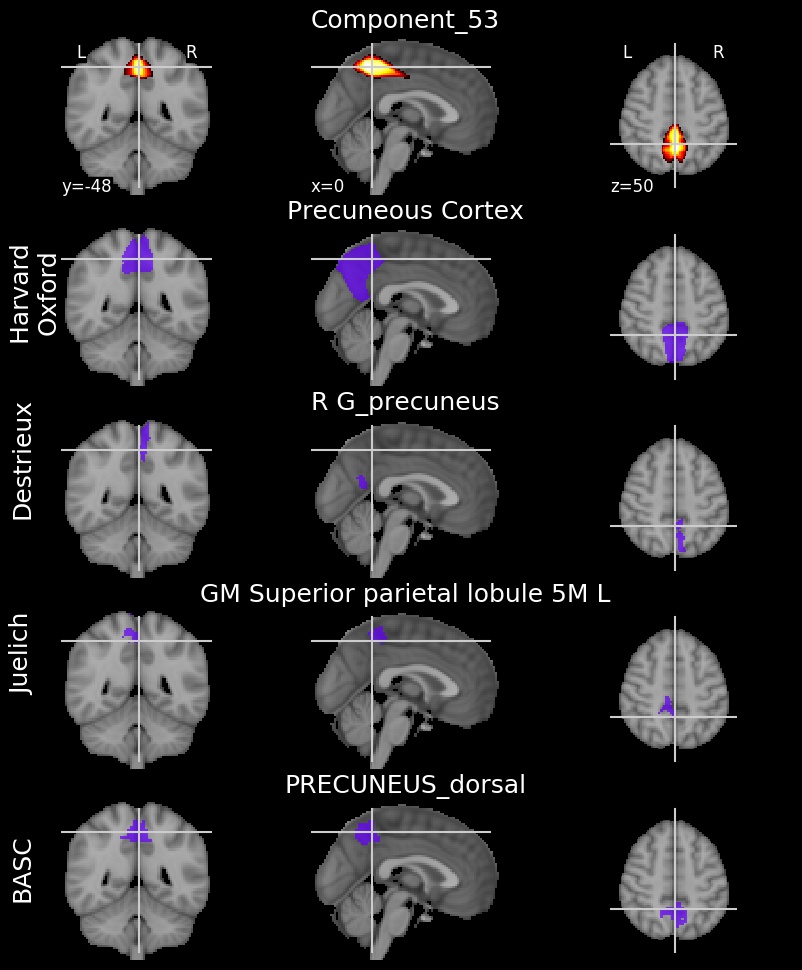 Component_53
L R
L R
y=-48
x=0
z=50
Precuneous Cortex
Harvard
Oxford
R G_precuneus
Destrieux
GM Superior parietal lobule 5M L
Juelich
PRECUNEUS_dorsal
BASC